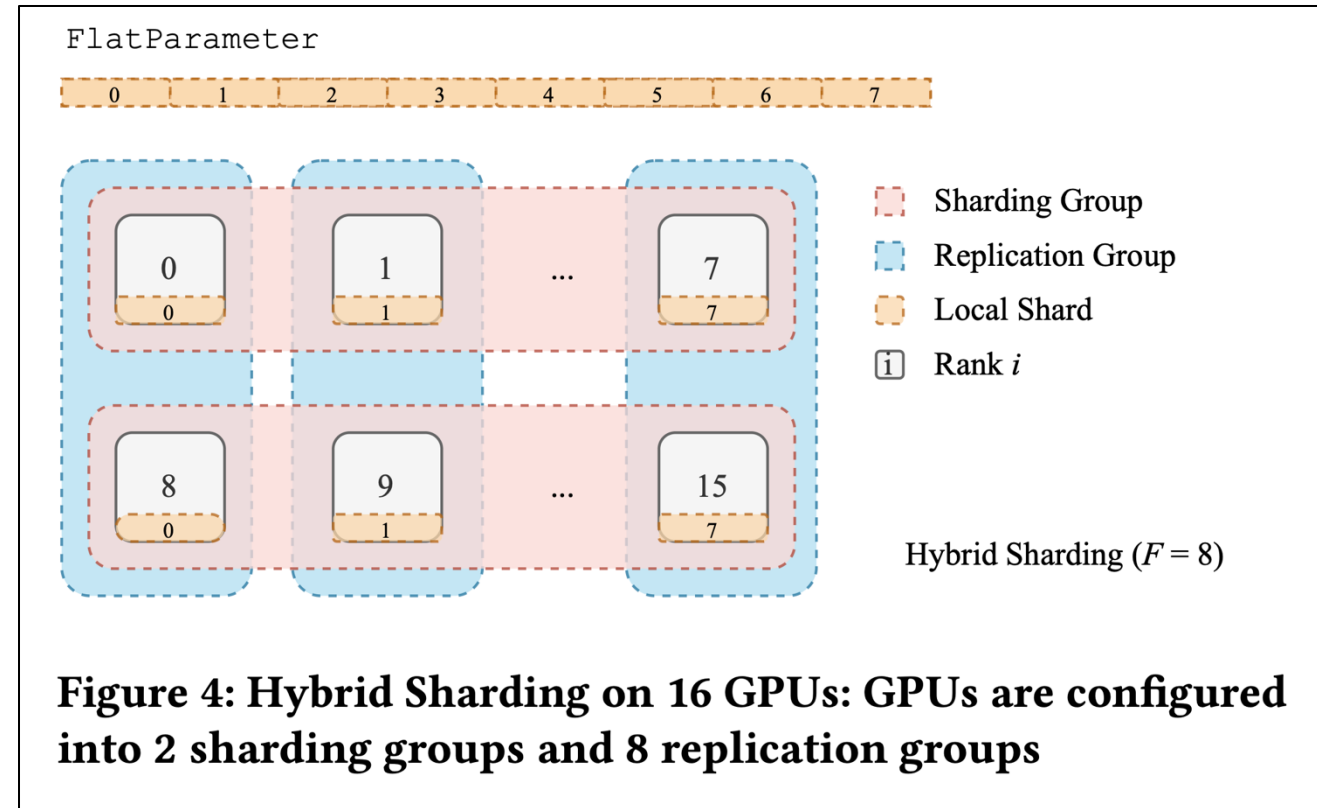 FlatParameter
0 1 2 3 4 5 6 7
0 1 ... 7
0 1 7
8 9 ... 15
0 1 7
Sharding Group
Replication Group
Local Shard
i Rank i
Hybrid Sharding (F = 8)
Figure 4: Hybrid Sharding on 16 GPUs: GPUs are configured
into 2 sharding groups and 8 replication groups